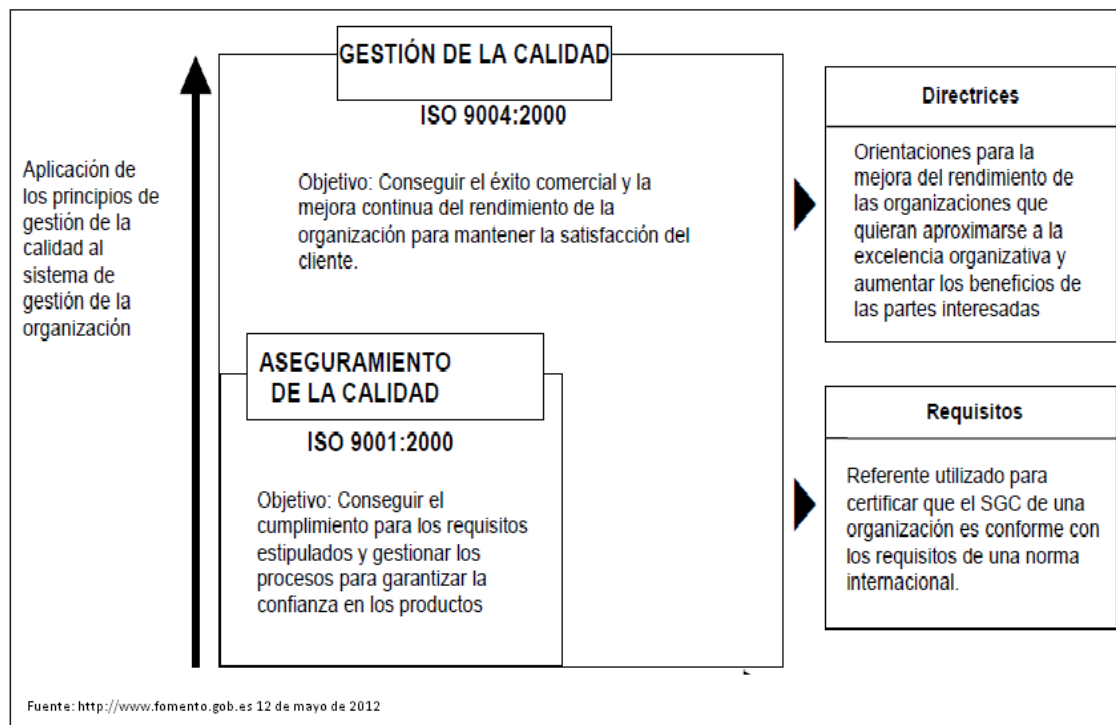 GESTIÓN DE LA CALIDAD
ISO 9004:2000
Aplicación de
los principios de
gestión de la
calidad al
sistema de
gestión de la
organización
Objetivo: Conseguir el éxito comercial y la
mejora continua del rendimiento de la
organización para mantener la satisfacción del
cliente.
Directrices
Orientaciones para la
mejora del rendimiento de
las organizaciones que
quieran aproximarse a la
excelencia organizativa y
aumentar los beneficios de
las partes interesadas
ASEGURAMIENTO
DE LA CALIDAD
ISO 9001:2000
Objetivo: Conseguir el
cumplimiento para los requisitos
estipulados y gestionar los
procesos para garantizar la
confianza en los productos
Requisitos
Referente utilizado para
certificar que el SGC de una
organización es conforme con
los requisitos de una norma
internacional.
Fuente: http://www.fomento.gob.es 12 de mayo de 2012